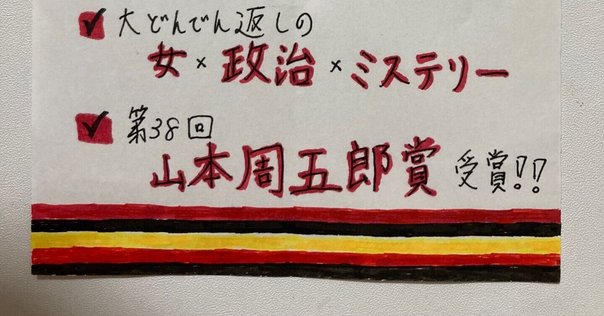 大どんでん返しの
女×政治×ミステリー
第38回
山本周五郎賞受賞!!